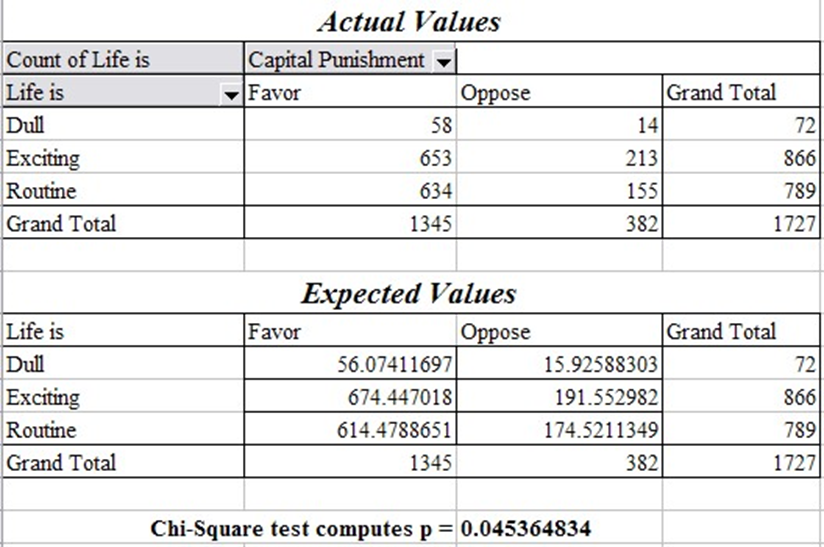 Actual Values
Count of Life is Capital Punishment
Life is Favor Oppose Grand Total
Dull 58 14 72
Exciting 653 213 866
Routine 634 155 789
Grand Total 1345 382 1727
Expected Values
Life is Favor Oppose Grand Total
Dull 56.07411697 15.92588303 72
Exciting 674.447018 191.552982 866
Routine 614.4788651 174.5211349 789
Grand Total 1345 382 1727
Chi-Square test computes p = 0.045364834